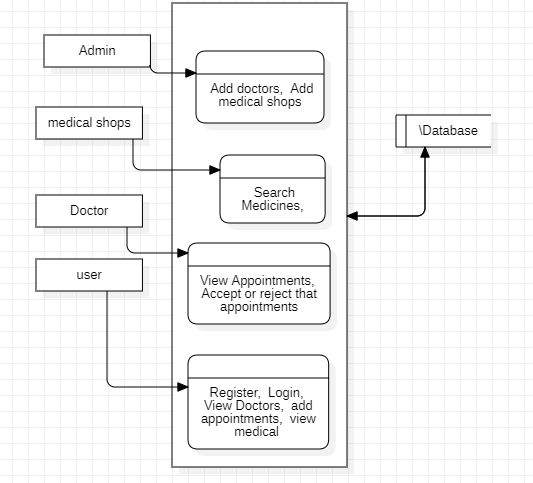 Admin
Add doctors, Add
medical shops
medical shops
\Database
Search
Medicines,
Doctor
user
View Appointments,
Accept or reject that
appointments
Register, Login,
View Doctors, add
appointments, view
medical